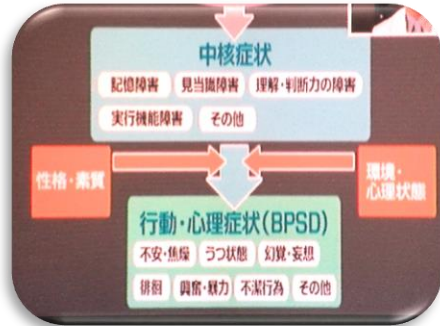 中核症状
記憶障害 見当識障害 理解・判断力の障害
実行機能障害 その他
性格・素質
環境・
心理状態
行動・心理症状(BPSD)
不安・焦燥 うつ状態 幻覚・妄想
徘徊 興奮・暴力 不潔行為 その他